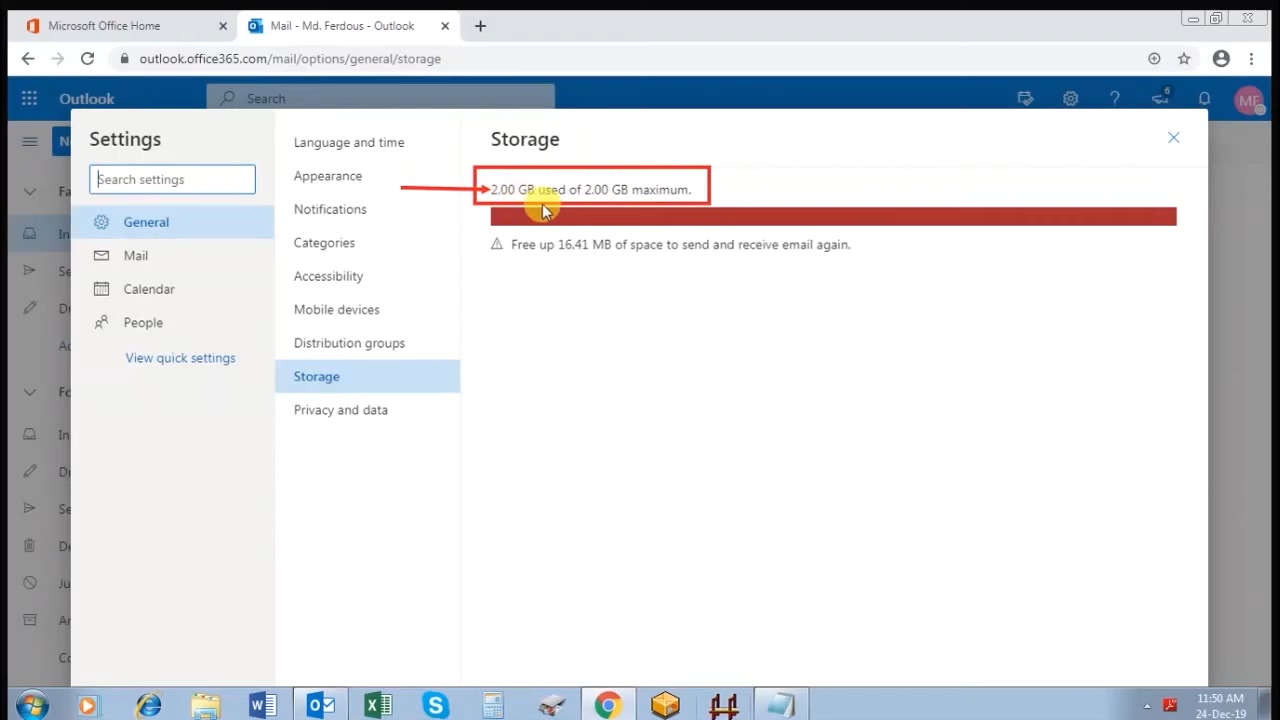 Microsoft Office Home
Mail - Md. Ferdous - Outlook
outlook.office365.com/mail/options/general/storage
Outlook
Search
6
MF
Settings
Search settings
General
Mail
Calendar
People
View quick settings
Language and time
Appearance
Notifications
Categories
Accessibility
Mobile devices
Distribution groups
Storage
Privacy and data
Storage
2.00 GB used of 2.00 GB maximum.
Free up 16.41 MB of space to send and receive email again.
11:50 AM
24-Dec-19